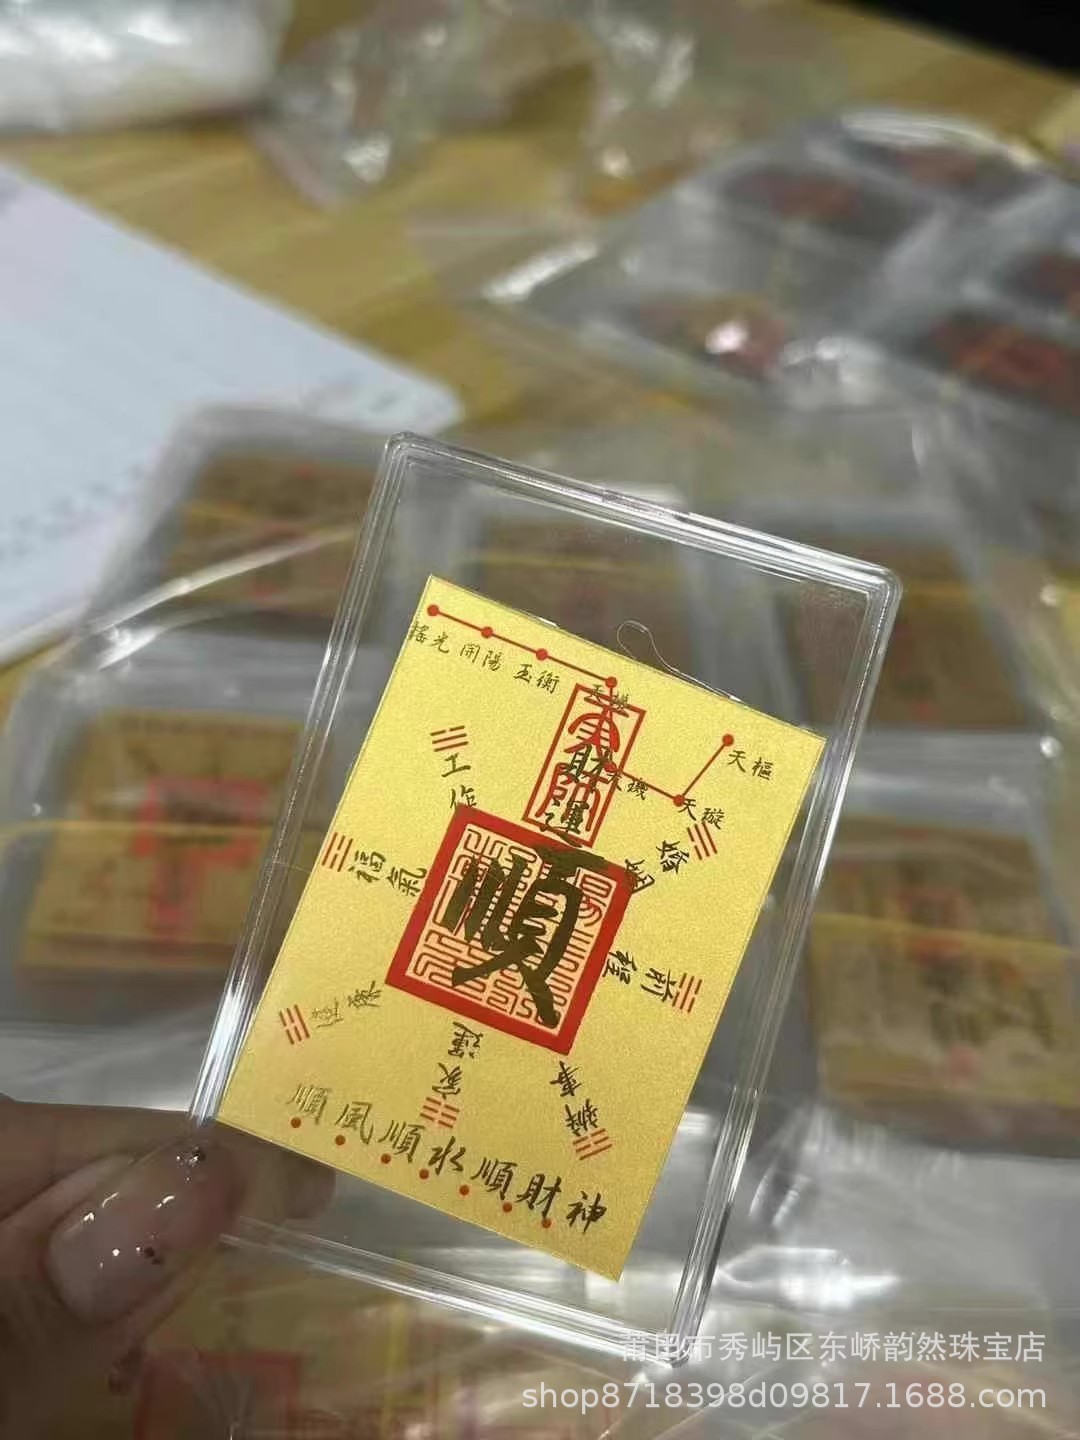 搖光 開陽 玉衡 天權
天機
天璇
天樞
財運
順
工作
福氣
健康
家運
辦事
前程
婚姻
順風順水順財神
莆田市秀屿区东峤韵然珠宝店
shop8718398d09817.1688.com